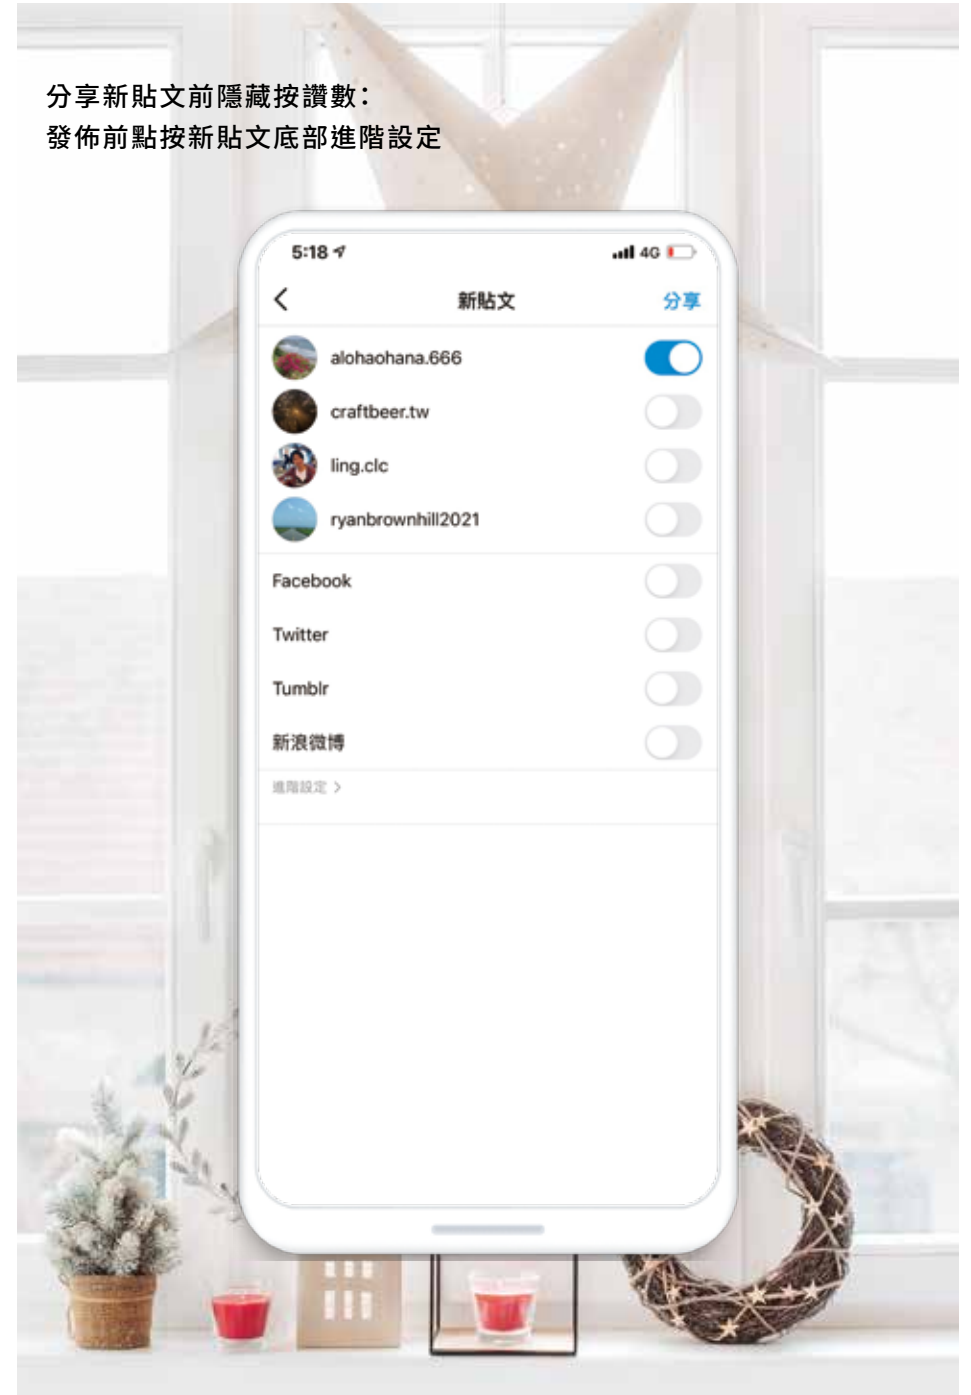 分享新貼文前隱藏按讚數：
發佈前點按新貼文底部進階設定
5:18
4G
新貼文
分享
alohaohana.666
craftbeer.tw
ling.clc
ryanbrownhill2021
Facebook
Twitter
Tumblr
新浪微博
進階設定 >